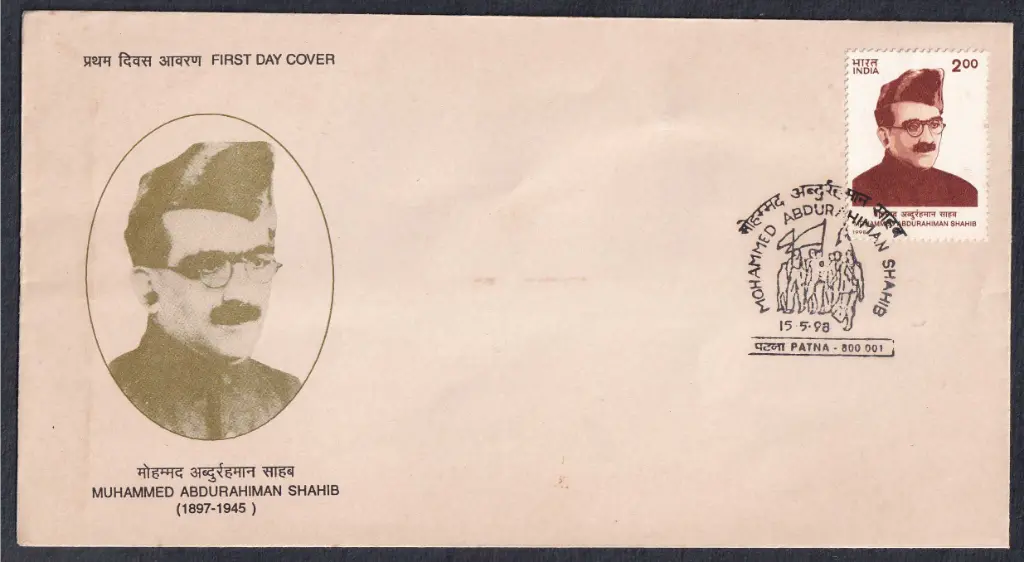 प्रथम दिवस आवरण FIRST DAY COVER
भारत
INDIA
2.00
अब्दुर्रहमान साहब
ABDURAHIMAN SHAHIB
मोहम्मद अब्दुर्रहमान साहब
MOHAMMED ABDURAHIMAN SHAHIB
15·5·98
पटना PATNA - 800 001
मोहम्मद अब्दुर्रहमान साहब
MUHAMMED ABDURAHIMAN SHAHIB
(1897-1945 )